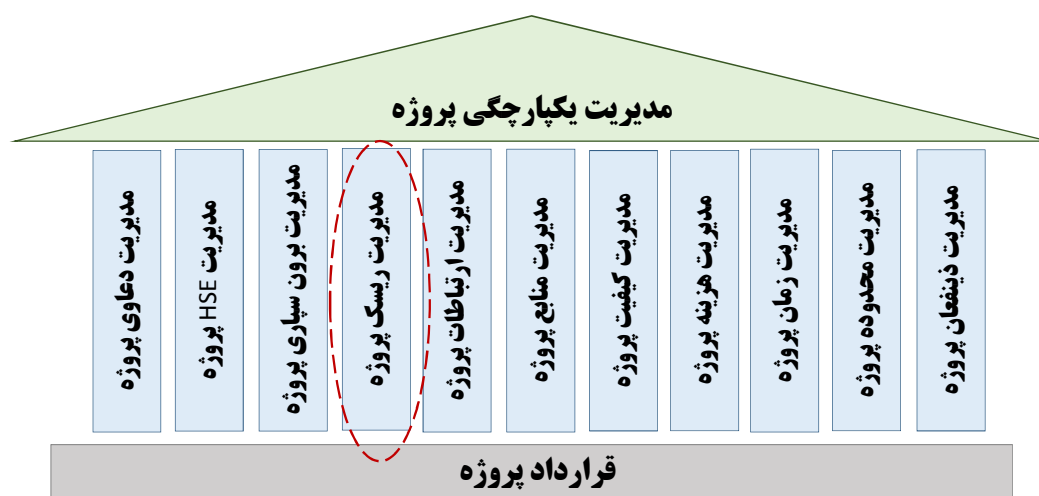 مدیریت یکپارچگی پروژه
مدیریت ذینفعان پروژه
مدیریت محدوده پروژه
مدیریت زمان پروژه
مدیریت هزینه پروژه
مدیریت کیفیت پروژه
مدیریت منابع پروژه
مدیریت ارتباطات پروژه
مدیریت ریسک پروژه
مدیریت برون سپاری پروژه
مدیریت HSE پروژه
مدیریت دعاوی پروژه
قرارداد پروژه